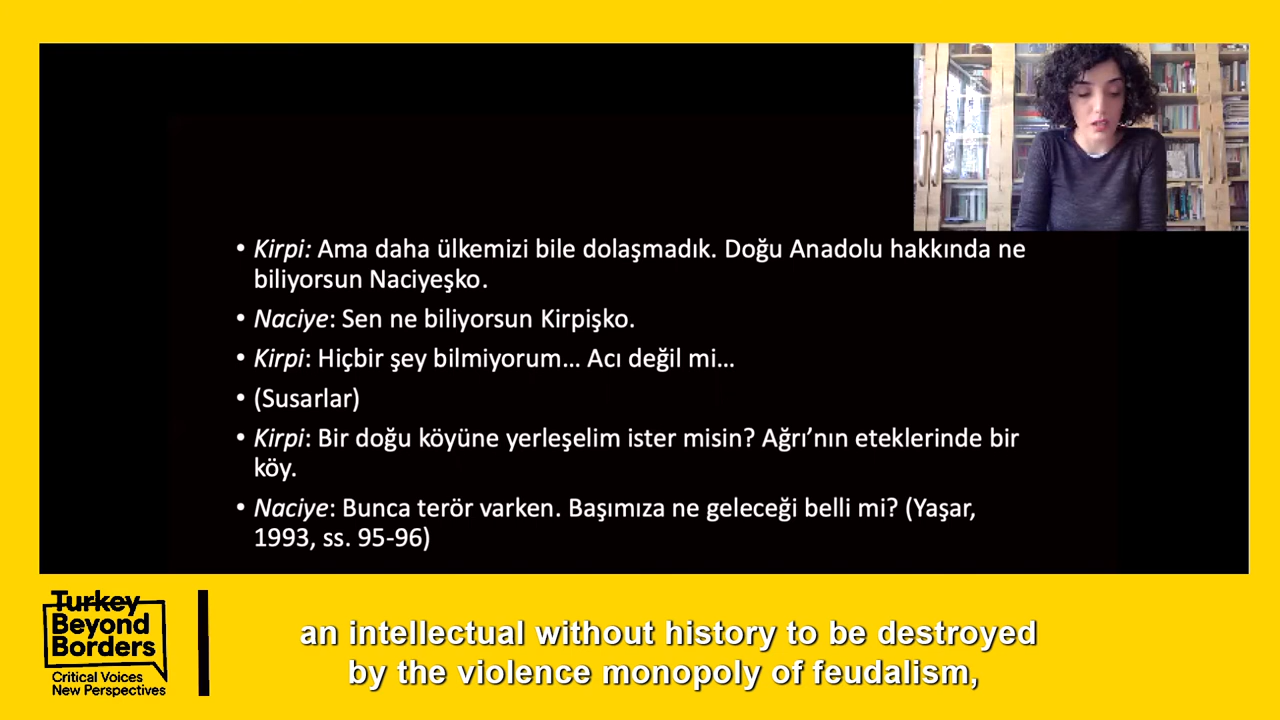 • Kirpi: Ama daha ülkemizi bile dolaşmadık. Doğu Anadolu hakkında ne
biliyorsun Naciyeşko.
• Naciye: Sen ne biliyorsun Kirpişko.
• Kirpi: Hiçbir şey bilmiyorum... Acı değil mi...
• (Susarlar)
• Kirpi: Bir doğu köyüne yerleşelim ister misin? Ağrı’nın eteklerinde bir
köy.
• Naciye: Bunca terör varken. Başımıza ne geleceği belli mi? (Yaşar,
1993, ss. 95-96)
Turkey
Beyond
Borders
Critical Voices
New Perspectives
an intellectual without history to be destroyed
by the violence monopoly of feudalism,